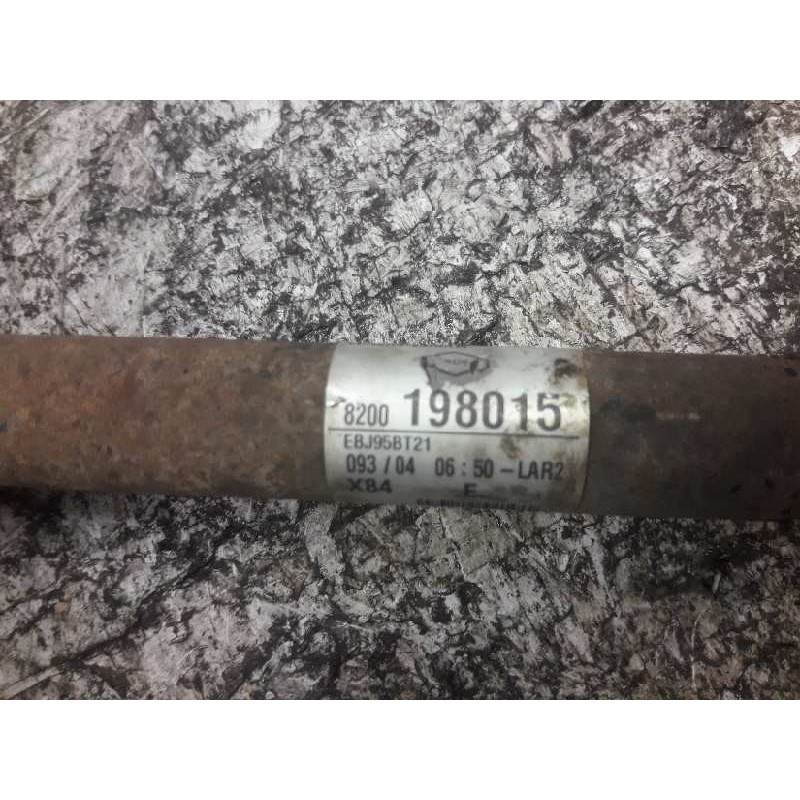 8200 198015
EBJ95BT21
093 / 04 06 : 50 - LAR2
X84 E